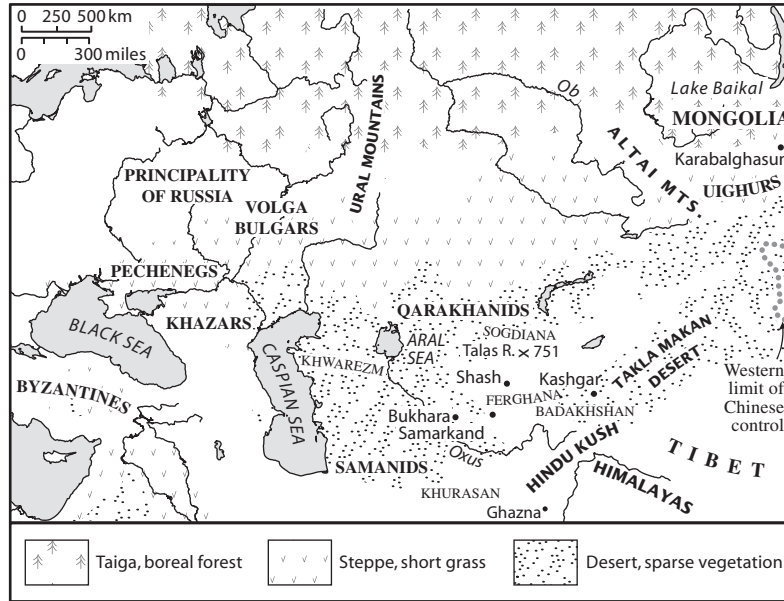 0 250 500 km
0 300 miles
Ob
Lake Baikal
MONGOLIA
Karabalghasun
UIGHURS
ALTAI MTS.
URAL MOUNTAINS
PRINCIPALITY
OF RUSSIA
VOLGA
BULGARS
PECHENEGS
BLACK SEA
KHAZARS
CASPIAN SEA
QARAKHANIDS
ARAL
SEA
SOGDIANA
Talas R. × 751
KHWAREZM
Shash
Kashgar
TAKLA MAKAN
DESERT
FERGHANA
BADAKHSHAN
Western
limit of
Chinese
control
BYZANTINES
Bukhara
Samarkand
Oxus
SAMANIDS
HINDU KUSH
HIMALAYAS
TIBET
KHURASAN
Ghazna
Taiga, boreal forest
Steppe, short grass
Desert, sparse vegetation